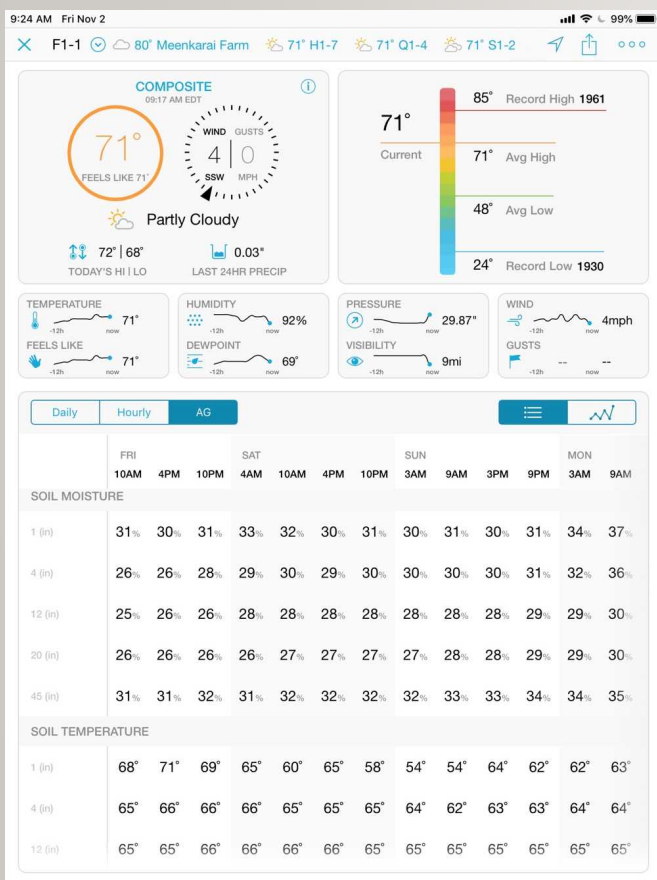 9:24 AM Fri Nov 2 99%
F1-1 80° Meenkarai Farm 71° H1-7 71° Q1-4 71° S1-2
COMPOSITE
09:17 AM EDT
71°
FEELS LIKE 71°
WIND GUSTS
4 | 0
SSW MPH
Partly Cloudy
72° | 68°
TODAY'S HI | LO
0.03"
LAST 24HR PRECIP
71°
Current
85° Record High 1961
71° Avg High
48° Avg Low
24° Record Low 1930
TEMPERATURE
-12h now 71°
FEELS LIKE
-12h now 71°
HUMIDITY
-12h now 92%
DEWPOINT
-12h now 69°
PRESSURE
-12h now 29.87"
VISIBILITY
-12h now 9mi
WIND
-12h now 4mph
GUSTS
-12h -- now --
Daily Hourly AG
FRI SAT SUN MON
10AM 4PM 10PM 4AM 10AM 4PM 10PM 3AM 9AM 3PM 9PM 3AM 9AM
SOIL MOISTURE
1 (in) 31% 30% 31% 33% 32% 30% 31% 30% 31% 30% 31% 34% 37%
4 (in) 26% 26% 28% 29% 30% 29% 30% 30% 30% 30% 31% 32% 36%
12 (in) 25% 26% 26% 28% 28% 28% 28% 28% 28% 28% 29% 29% 30%
20 (in) 26% 26% 26% 26% 27% 27% 27% 27% 28% 28% 29% 29% 30%
45 (in) 31% 31% 32% 31% 32% 32% 32% 32% 33% 33% 34% 34% 35%
SOIL TEMPERATURE
1 (in) 68° 71° 69° 65° 60° 65° 58° 54° 54° 64° 62° 62° 63°
4 (in) 65° 66° 66° 66° 65° 65° 65° 64° 62° 63° 63° 64° 64°
12 (in) 65° 65° 66° 66° 66° 66° 65° 65° 65° 65° 65° 65° 65°